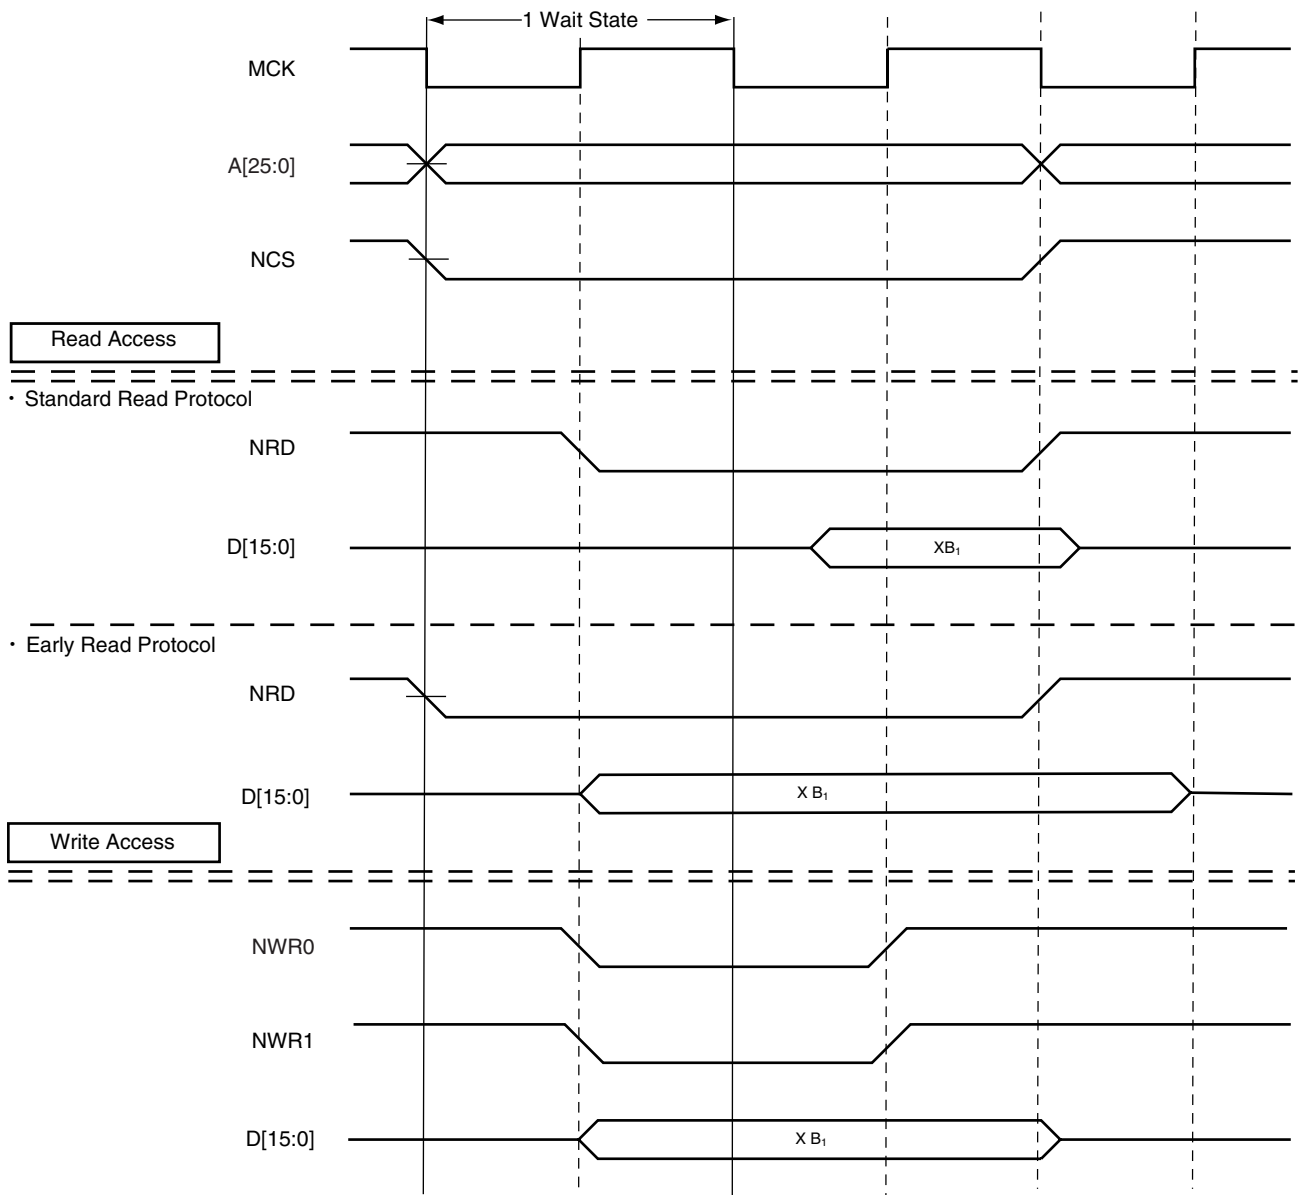 1 Wait State
MCK
A[25:0]
NCS
Read Access
· Standard Read Protocol
NRD
D[15:0]
XB₁
· Early Read Protocol
NRD
D[15:0]
X B₁
Write Access
NWR0
NWR1
D[15:0]
X B₁